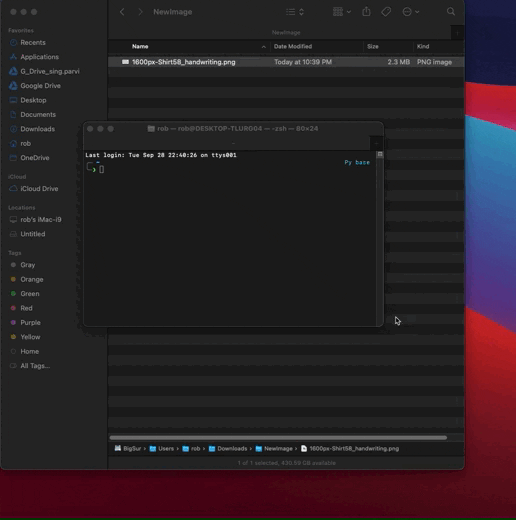 NewImage
Favorites
Recents
Applications
G_Drive_sing.parvi
Google Drive
Desktop
Documents
Downloads
rob
OneDrive
iCloud
iCloud Drive
Locations
rob's iMac-i9
Untitled
Tags
Gray
Orange
Green
Red
Purple
Yellow
Home
All Tags...
NewImage
Name
Date Modified
Size
Kind
1600px-Shirt58_handwriting.png
Today at 10:39 PM
2.3 MB
PNG image
rob — rob@DESKTOP-TLURG04 — -zsh — 80×24
Last login: Tue Sep 28 22:40:26 on ttys001
Py base
BigSur › Users › rob › Downloads › NewImage › 1600px-Shirt58_handwriting.png
1 of 1 selected, 430.59 GB available